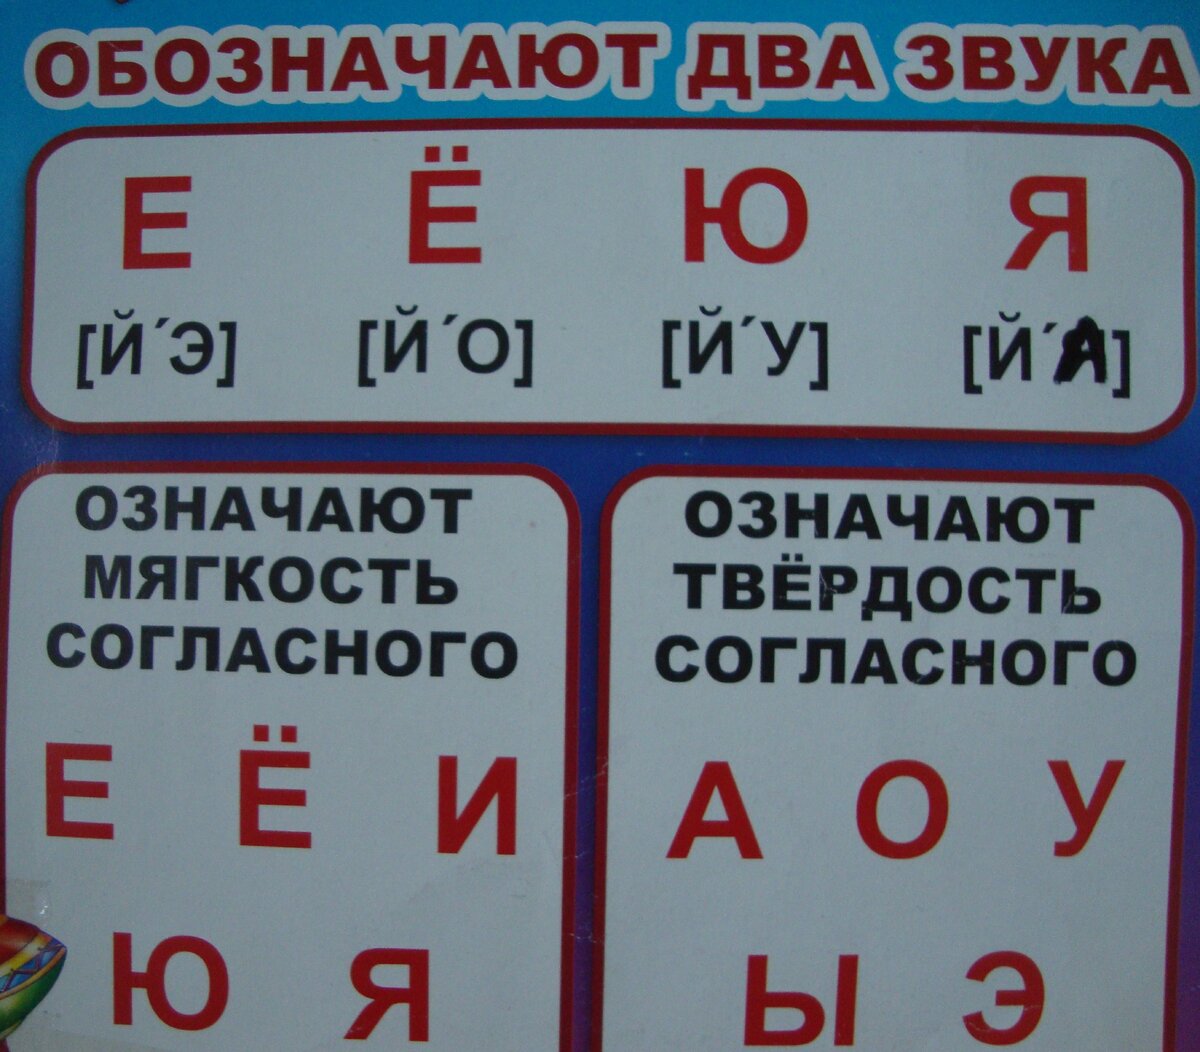 ОБОЗНАЧАЮТ ДВА ЗВУКА
Е Ё Ю Я
[Й´Э] [Й´О] [Й´У] [Й´А]
ОЗНАЧАЮТ
МЯГКОСТЬ
СОГЛАСНОГО
Е Ё И
Ю Я
ОЗНАЧАЮТ
ТВЁРДОСТЬ
СОГЛАСНОГО
А О У
Ы Э